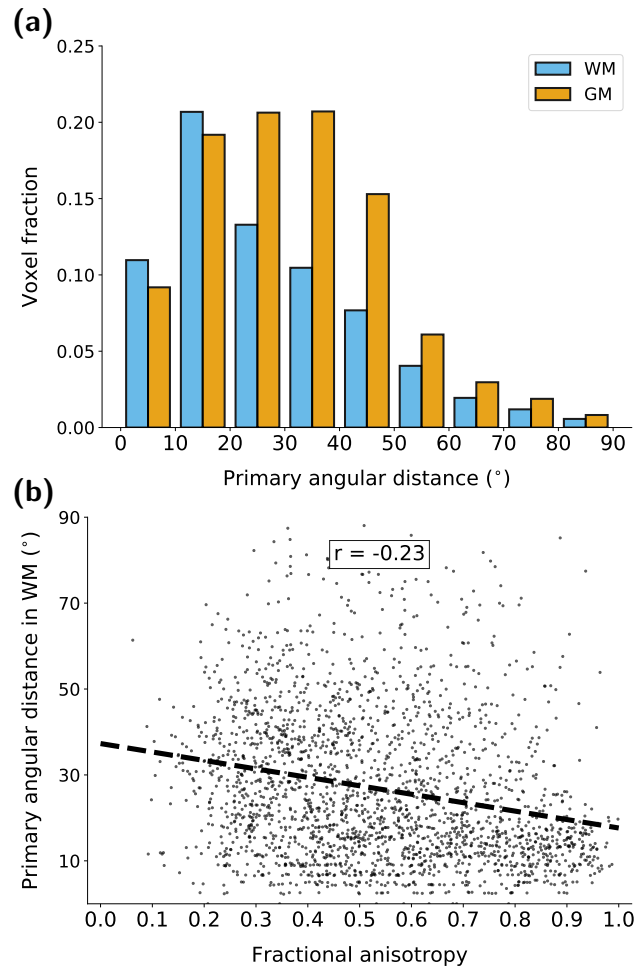 (a)
0.25
0.20
0.15
0.10
0.05
0.00
Voxel fraction
WM
GM
0 10 20 30 40 50 60 70 80 90
Primary angular distance (°)
(b)
90
70
50
30
10
Primary angular distance in WM (°)
r = -0.23
0.0 0.1 0.2 0.3 0.4 0.5 0.6 0.7 0.8 0.9 1.0
Fractional anisotropy